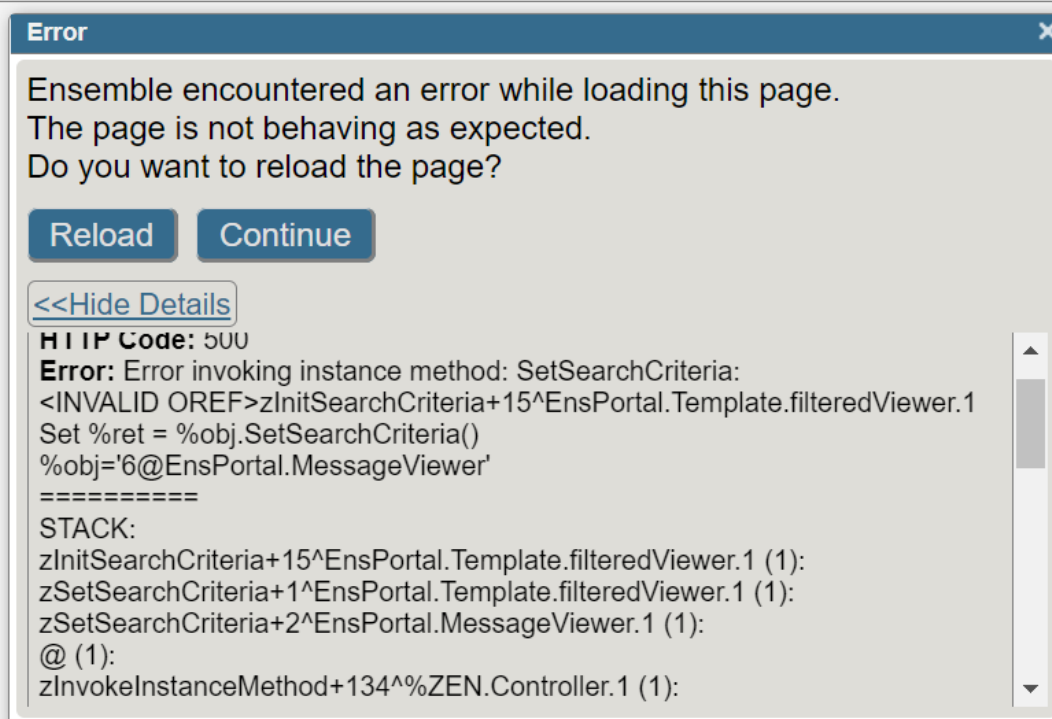 Error
Ensemble encountered an error while loading this page.
The page is not behaving as expected.
Do you want to reload the page?
Reload Continue
<<Hide Details
HTTP Code: 500
Error: Error invoking instance method: SetSearchCriteria:
<INVALID OREF>zInitSearchCriteria+15^EnsPortal.Template.filteredViewer.1
Set %ret = %obj.SetSearchCriteria()
%obj='6@EnsPortal.MessageViewer'
==========
STACK:
zInitSearchCriteria+15^EnsPortal.Template.filteredViewer.1 (1):
zSetSearchCriteria+1^EnsPortal.Template.filteredViewer.1 (1):
zSetSearchCriteria+2^EnsPortal.MessageViewer.1 (1):
@ (1):
zInvokeInstanceMethod+134^%ZEN.Controller.1 (1):